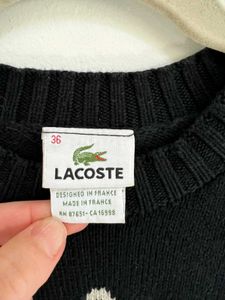 36
LACOSTE
DESIGNED IN FRANCE
MADE IN FRANCE
RN 87651-CA 16998